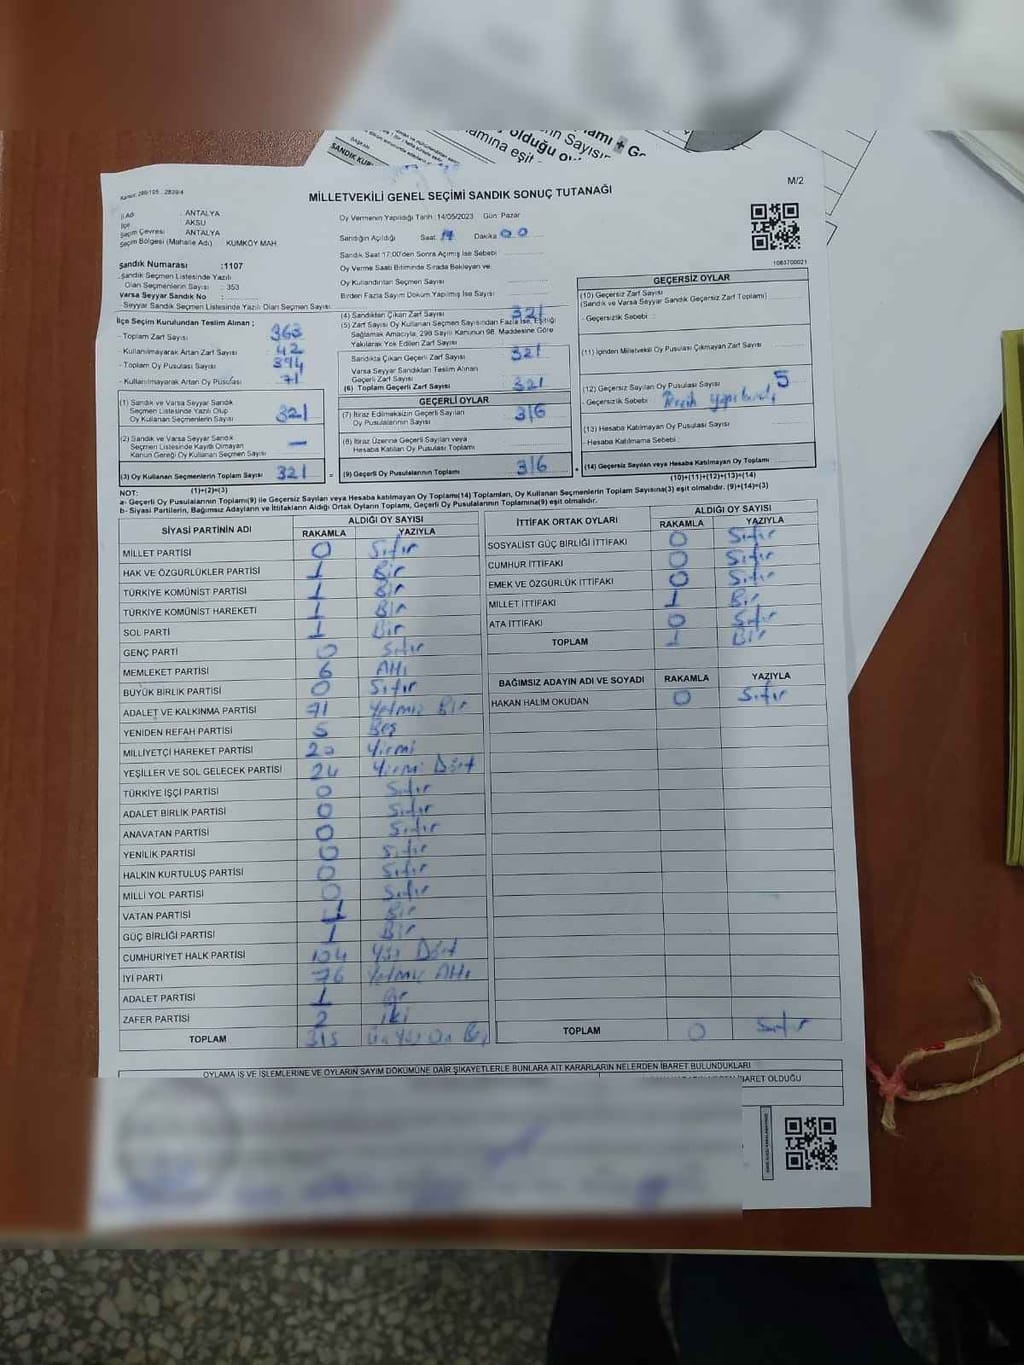 MİLLETVEKİLİ GENEL SEÇİMİ SANDIK SONUÇ TUTANAĞI
M/2
İl Adı : ANTALYA
İlçe : AKSU
Seçim Çevresi : ANTALYA
Seçim Bölgesi (Mahalle Adı) KUMKÖY MAH.
Sandık Numarası :1107
Sandık Seçmen Listesinde Yazılı
Olan Seçmenlerin Sayısı : 353
Varsa Seyyar Sandık No :
Seyyar Sandık Seçmen Listesinde Yazılı Olan Seçmen Sayısı
Oy Vermenin Yapıldığı Tarih :14/05/2023 Gün: Pazar
Sandığın Açıldığı Saat: 17 Dakika 00
Sandık Saat 17:00'den Sonra Açılmış İse Sebebi
Oy Verme Saati Bitiminde Sırada Bekleyen ve
Oy Kullandırılan Seçmen Sayısı
Birden Fazla Sayım Döküm Yapılmış İse Sayısı
1083700021
İlçe Seçim Kurulundan Teslim Alınan ;
- Toplam Zarf Sayısı 363
- Kullanılmayarak Artan Zarf Sayısı : 42
- Toplam Oy Pusulası Sayısı 394
- Kullanılmayarak Artan Oy Pusulası 71
(1) Sandık ve Varsa Seyyar Sandık
Seçmen Listesinde Yazılı Olup
Oy Kullanan Seçmenlerin Sayısı 321
(2) Sandık ve Varsa Seyyar Sandık
Seçmen Listesinde Kayıtlı Olmayan
Kanun Gereği Oy Kullanan Seçmen Sayısı —
(3) Oy Kullanan Seçmenlerin Toplam Sayısı 321
(1)+(2)=(3)
(4) Sandıktan Çıkan Zarf Sayısı 321
(5) Zarf Sayısı Oy Kullanan Seçmen Sayısından Fazla İse, Eşitliği
Sağlamak Amacıyla, 298 Sayılı Kanunun 98. Maddesine Göre
Yakılarak Yok Edilen Zarf Sayısı
Sandıkta Çıkan Geçerli Zarf Sayısı 321
Varsa Seyyar Sandıktan Teslim Alınan
Geçerli Zarf Sayısı
(6) Toplam Geçerli Zarf Sayısı 321
GEÇERLİ OYLAR
(7) İtiraz Edilmeksizin Geçerli Sayılan
Oy Pusulalarının Sayısı 316
(8) İtiraz Üzerine Geçerli Sayılan veya
Hesaba Katılan Oy Pusulası Toplamı
= (9) Geçerli Oy Pusulalarının Toplamı 316
GEÇERSİZ OYLAR
(10) Geçersiz Zarf Sayısı
(Sandık ve Varsa Seyyar Sandık Geçersiz Zarf Toplamı)
- Geçersizlik Sebebi :
(11) İçinden Milletvekili Oy Pusulası Çıkmayan Zarf Sayısı
(12) Geçersiz Sayılan Oy Pusulası Sayısı 5
- Geçersizlik Sebebi :
(13) Hesaba Katılmayan Oy Pusulası Sayısı
- Hesaba Katılmama Sebebi :
+ (14) Geçersiz Sayılan veya Hesaba Katılmayan Oy Toplamı
(10)+(11)+(12)+(13)=(14)
NOT:
a- Geçerli Oy Pusulalarının Toplamı(9) ile Geçersiz Sayılan veya Hesaba katılmayan Oy Toplamı(14) Toplamları, Oy Kullanan Seçmenlerin Toplam Sayısına(3) eşit olmalıdır. (9)+(14)=(3)
b- Siyasi Partilerin, Bağımsız Adayların ve İttifakların Aldığı Ortak Oyların Toplamı, Geçerli Oy Pusulalarının Toplamına(9) eşit olmalıdır.
SİYASİ PARTİNİN ADI ALDIĞI OY SAYISI
RAKAMLA YAZIYLA
MİLLET PARTİSİ 0 Sıfır
HAK VE ÖZGÜRLÜKLER PARTİSİ 1 Bir
TÜRKİYE KOMÜNİST PARTİSİ 1 Bir
TÜRKİYE KOMÜNİST HAREKETİ 1 Bir
SOL PARTİ 1 Bir
GENÇ PARTİ 0 Sıfır
MEMLEKET PARTİSİ 6 Altı
BÜYÜK BİRLİK PARTİSİ 0 Sıfır
ADALET VE KALKINMA PARTİSİ 71 Yetmiş Bir
YENİDEN REFAH PARTİSİ 5 Beş
MİLLİYETÇİ HAREKET PARTİSİ 20 Yirmi
YEŞİLLER VE SOL GELECEK PARTİSİ 24 Yirmi Dört
TÜRKİYE İŞÇİ PARTİSİ 0 Sıfır
ADALET BİRLİK PARTİSİ 0 Sıfır
ANAVATAN PARTİSİ 0 Sıfır
YENİLİK PARTİSİ 0 Sıfır
HALKIN KURTULUŞ PARTİSİ 0 Sıfır
MİLLİ YOL PARTİSİ 0 Sıfır
VATAN PARTİSİ 1 Bir
GÜÇ BİRLİĞİ PARTİSİ 1 Bir
CUMHURİYET HALK PARTİSİ 104 Yüz Dört
İYİ PARTİ 76 Yetmiş Altı
ADALET PARTİSİ 1 Bir
ZAFER PARTİSİ 2 İki
TOPLAM 315 Üç Yüz On Beş
İTTİFAK ORTAK OYLARI ALDIĞI OY SAYISI
RAKAMLA YAZIYLA
SOSYALİST GÜÇ BİRLİĞİ İTTİFAKI 0 Sıfır
CUMHUR İTTİFAKI 0 Sıfır
EMEK VE ÖZGÜRLÜK İTTİFAKI 0 Sıfır
MİLLET İTTİFAKI 1 Bir
ATA İTTİFAKI 0 Sıfır
TOPLAM 1 Bir
BAĞIMSIZ ADAYIN ADI VE SOYADI RAKAMLA YAZIYLA
HAKAN HALİM OKUDAN 0 Sıfır
TOPLAM 0 Sıfır
OYLAMA İŞ VE İŞLEMLERİNE VE OYLARIN SAYIM DÖKÜMÜNE DAİR ŞİKAYETLERLE BUNLARA AİT KARARLARIN NELERDEN İBARET BULUNDUKLARI